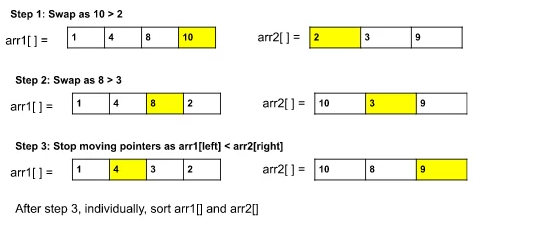 Step 1: Swap as 10 > 2
arr1[ ] = 1 4 8 10 arr2[ ] = 2 3 9
Step 2: Swap as 8 > 3
arr1[ ] = 1 4 8 2 arr2[ ] = 10 3 9
Step 3: Stop moving pointers as arr1[left] < arr2[right]
arr1[ ] = 1 4 3 2 arr2[ ] = 10 8 9
After step 3, individually, sort arr1[] and arr2[]